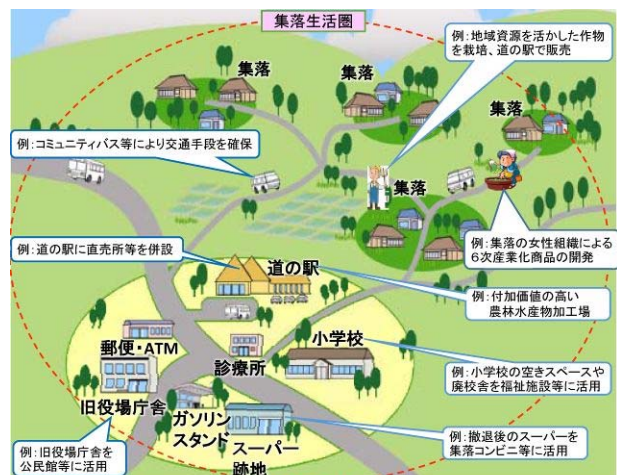 集落生活圏
例:地域資源を活かした作物
を栽培、道の駅で販売
集落
集落
集落
例:コミュニティバス等により交通手段を確保
集落
例:集落の女性組織による
6次産業化商品の開発
例:道の駅に直売所等を併設
道の駅
例:付加価値の高い
農林水産物加工場
郵便・ATM
診療所
小学校
例:小学校の空きスペースや
廃校舎を福祉施設等に活用
旧役場庁舎
ガソリン
スタンド
スーパー
跡地
例:旧役場庁舎を
公民館等に活用
例:撤退後のスーパーを
集落コンビニ等に活用